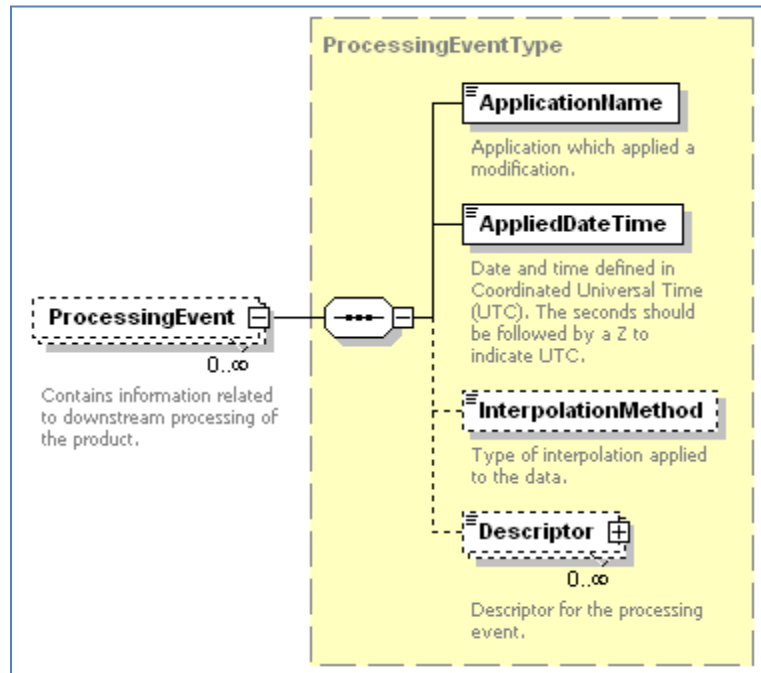 ProcessingEventType
ApplicationName
Application which applied a
modification.
AppliedDateTime
Date and time defined in
Coordinated Universal Time
(UTC). The seconds should
be followed by a Z to
indicate UTC.
ProcessingEvent
0..∞
Contains information related
to downstream processing of
the product.
InterpolationMethod
Type of interpolation applied
to the data.
Descriptor
0..∞
Descriptor for the processing
event.